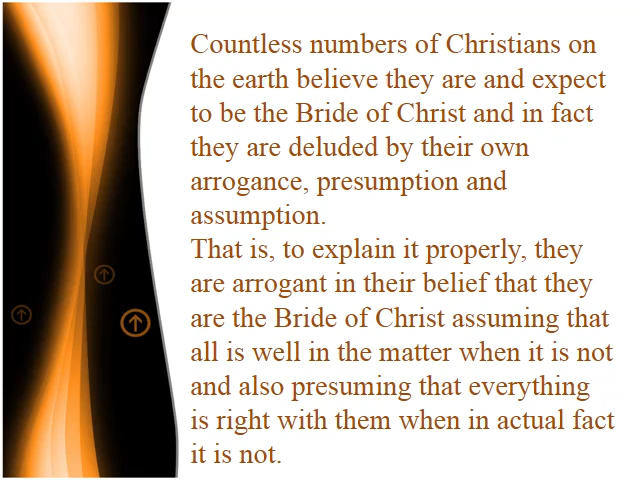 Countless numbers of Christians on
the earth believe they are and expect
to be the Bride of Christ and in fact
they are deluded by their own
arrogance, presumption and
assumption.
That is, to explain it properly, they
are arrogant in their belief that they
are the Bride of Christ assuming that
all is well in the matter when it is not
and also presuming that everything
is right with them when in actual fact
it is not.